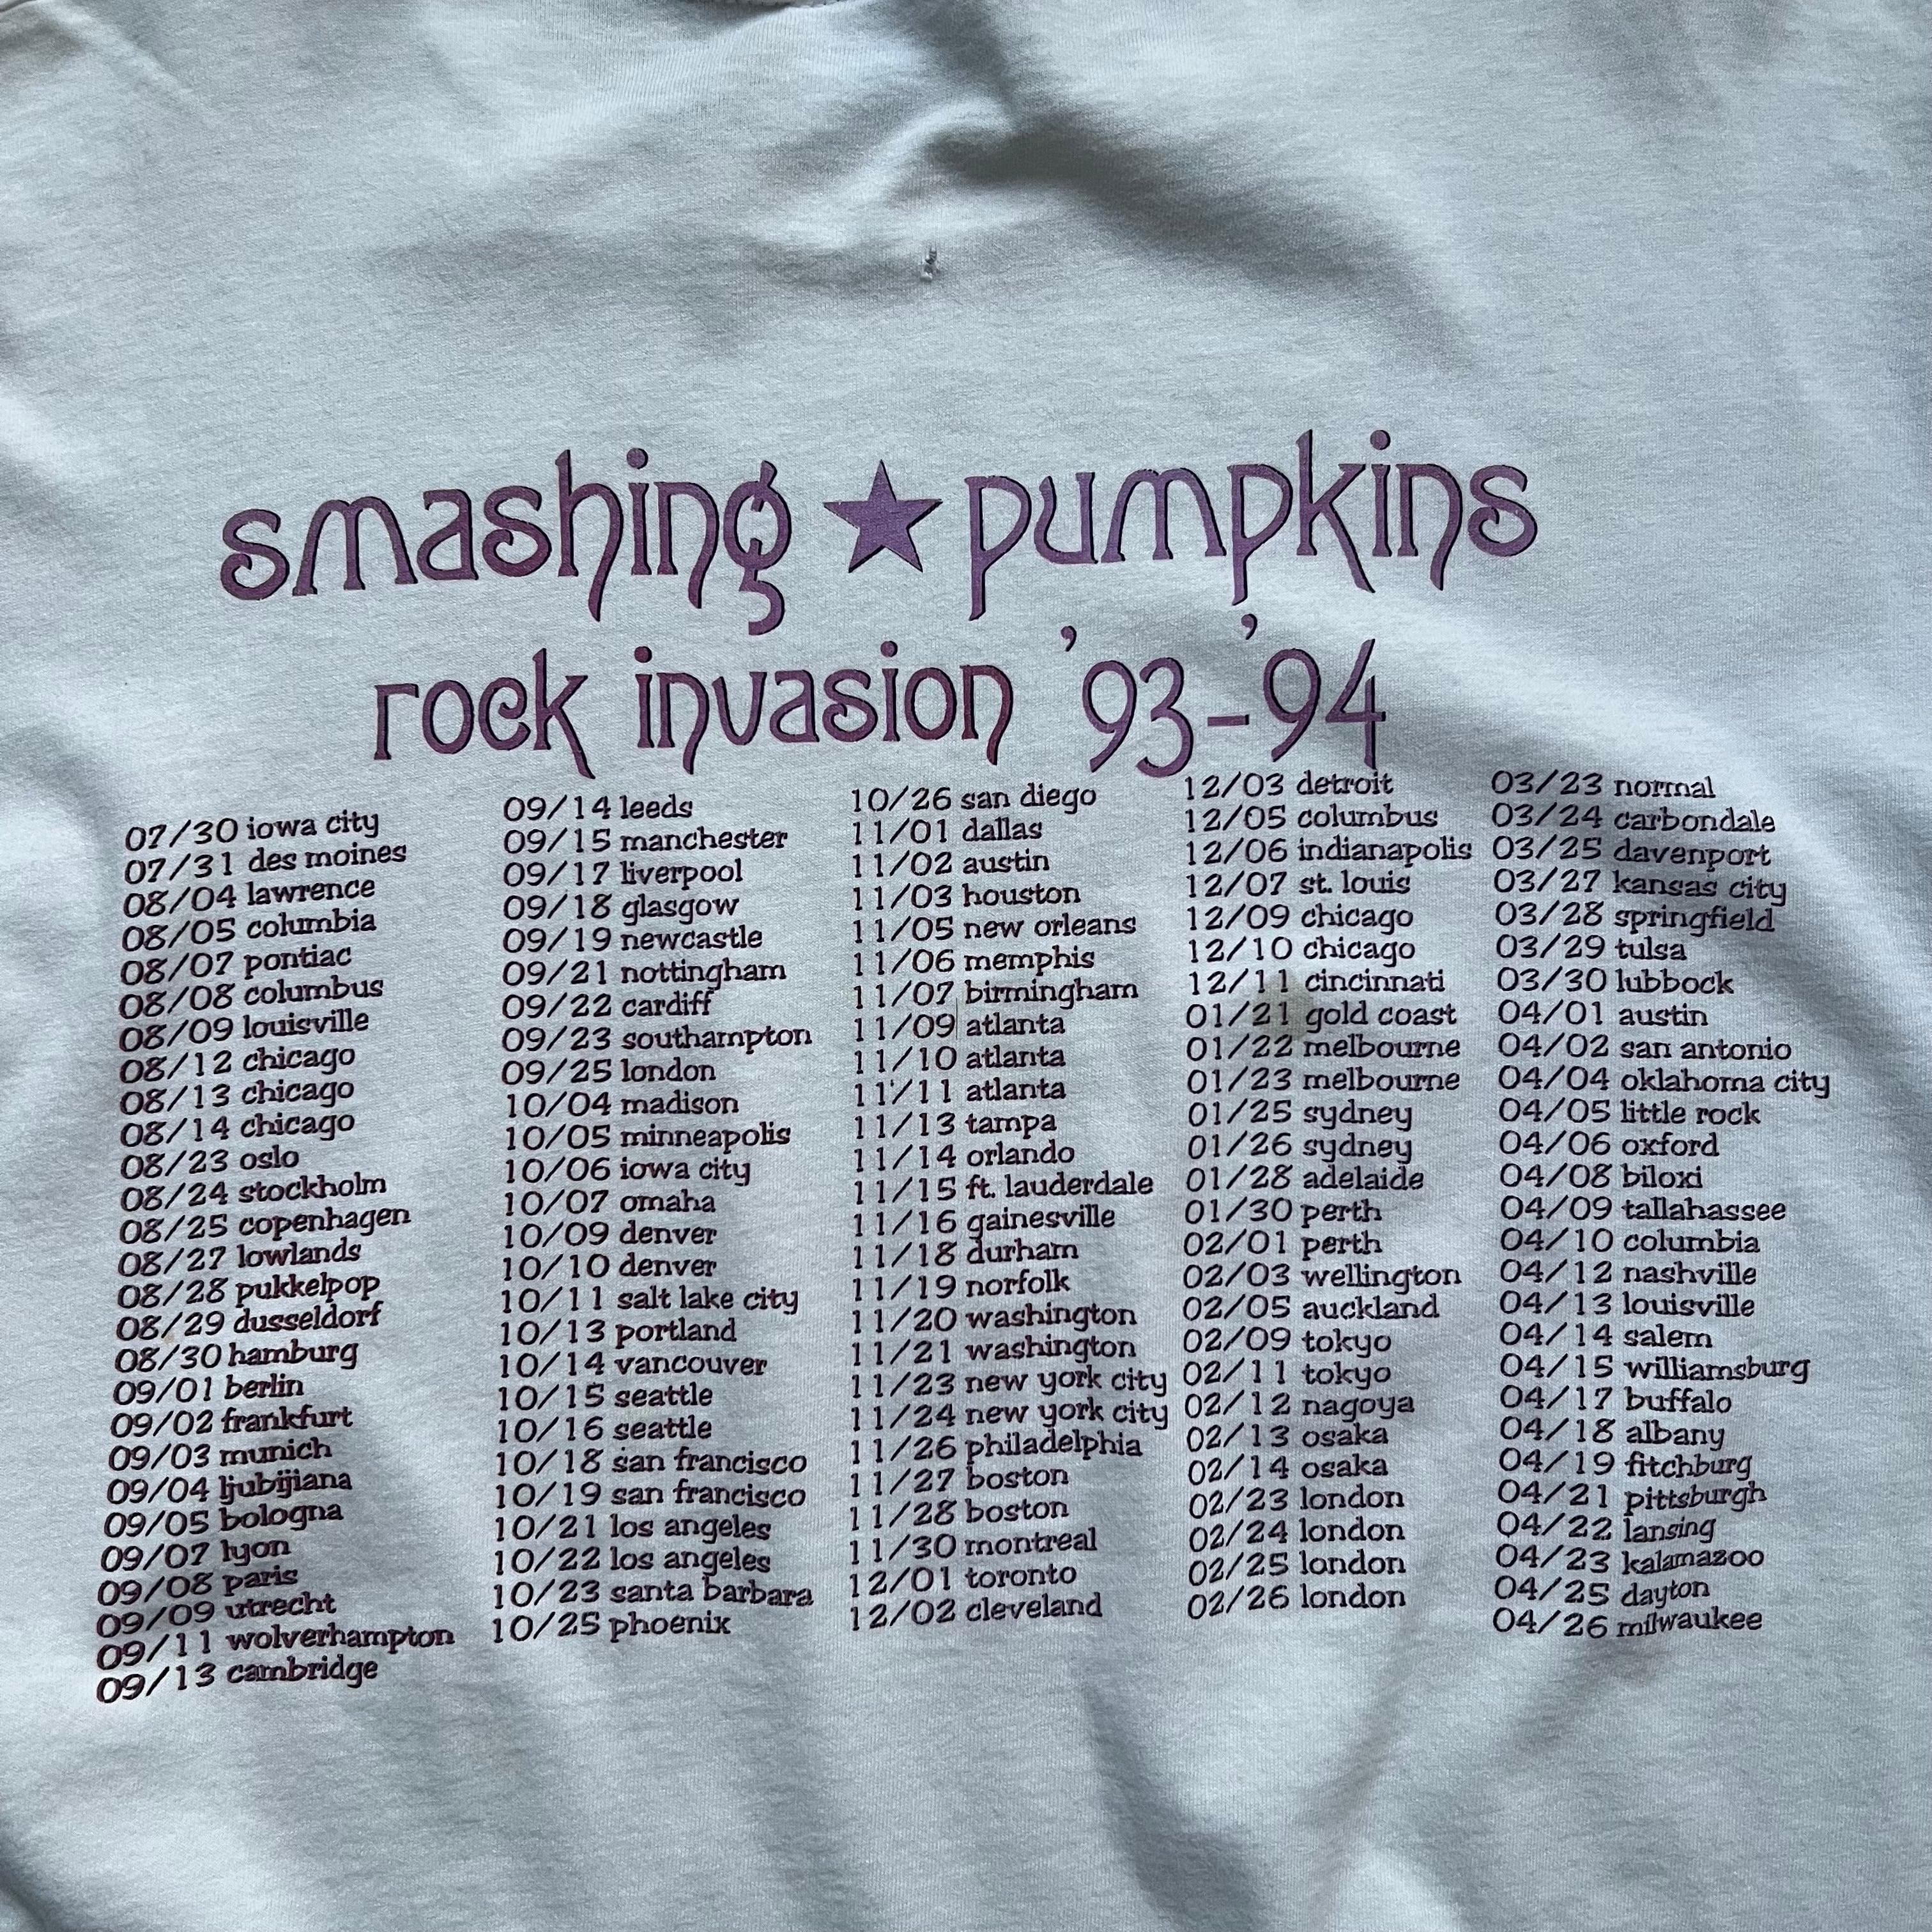 smashing ★ pumpkins
rock invasion '93-'94
07/30 iowa city
07/31 des moines
08/04 lawrence
08/05 columbia
08/07 pontiac
08/08 columbus
08/09 louisville
08/12 chicago
08/13 chicago
08/14 chicago
08/23 oslo
08/24 stockholm
08/25 copenhagen
08/27 lowlands
08/28 pukkelpop
08/29 dusseldorf
08/30 hamburg
09/01 berlin
09/02 frankfurt
09/03 munich
09/04 ljubijiana
09/05 bologna
09/07 lyon
09/08 paris
09/09 utrecht
09/11 wolverhampton
09/13 cambridge
09/14 leeds
09/15 manchester
09/17 liverpool
09/18 glasgow
09/19 newcastle
09/21 nottingham
09/22 cardiff
09/23 southampton
09/25 london
10/04 madison
10/05 minneapolis
10/06 iowa city
10/07 omaha
10/09 denver
10/10 denver
10/11 salt lake city
10/13 portland
10/14 vancouver
10/15 seattle
10/16 seattle
10/18 san francisco
10/19 san francisco
10/21 los angeles
10/22 los angeles
10/23 santa barbara
10/25 phoenix
10/26 san diego
11/01 dallas
11/02 austin
11/03 houston
11/05 new orleans
11/06 memphis
11/07 birmingham
11/09 atlanta
11/10 atlanta
11/11 atlanta
11/13 tampa
11/14 orlando
11/15 ft. lauderdale
11/16 gainesville
11/18 durham
11/19 norfolk
11/20 washington
11/21 washington
11/23 new york city
11/24 new york city
11/26 philadelphia
11/27 boston
11/28 boston
11/30 montreal
12/01 toronto
12/02 cleveland
12/03 detroit
12/05 columbus
12/06 indianapolis
12/07 st. louis
12/09 chicago
12/10 chicago
12/11 cincinnati
01/21 gold coast
01/22 melbourne
01/23 melbourne
01/25 sydney
01/26 sydney
01/28 adelaide
01/30 perth
02/01 perth
02/03 wellington
02/05 auckland
02/09 tokyo
02/11 tokyo
02/12 nagoya
02/13 osaka
02/14 osaka
02/23 london
02/24 london
02/25 london
02/26 london
03/23 normal
03/24 carbondale
03/25 davenport
03/27 kansas city
03/28 springfield
03/29 tulsa
03/30 lubbock
04/01 austin
04/02 san antonio
04/04 oklahoma city
04/05 little rock
04/06 oxford
04/08 biloxi
04/09 tallahassee
04/10 columbia
04/12 nashville
04/13 louisville
04/14 salem
04/15 williamsburg
04/17 buffalo
04/18 albany
04/19 fitchburg
04/21 pittsburgh
04/22 lansing
04/23 kalamazoo
04/25 dayton
04/26 milwaukee